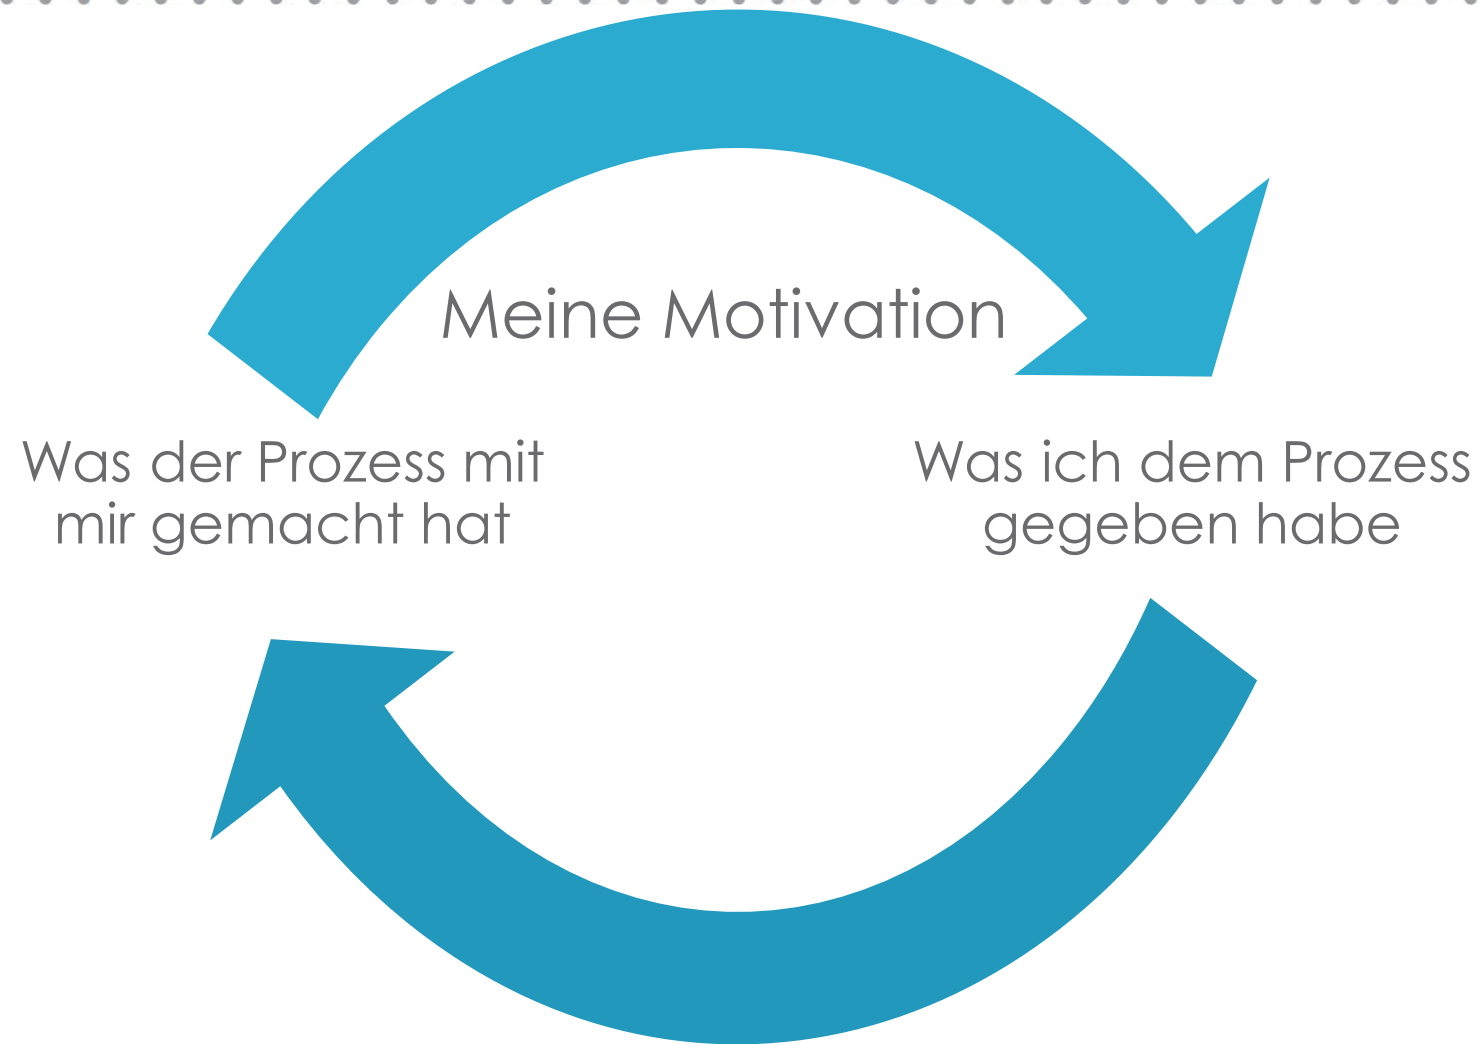 Meine Motivation
Was der Prozess mit
mir gemacht hat
Was ich dem Prozess
gegeben habe